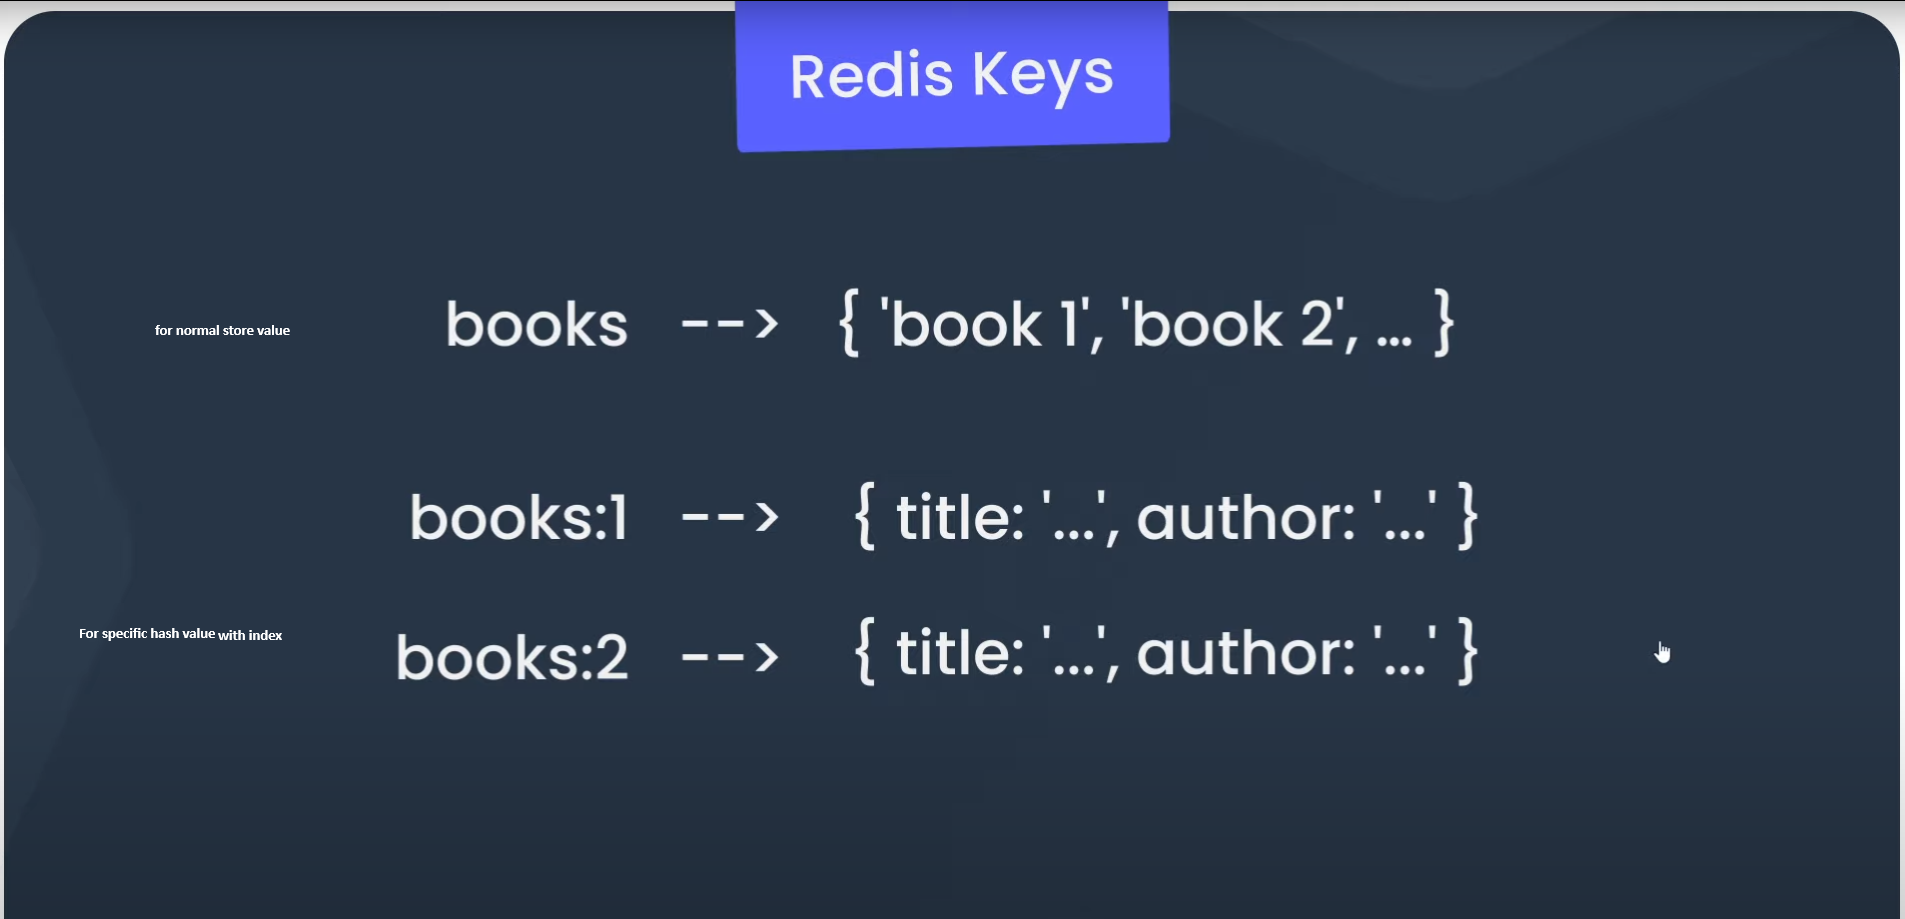 Redis Keys
for normal store value
books --> { 'book 1', 'book 2', ... }
books:1 --> { title: '...', author: '...' }
For specific hash value with index
books:2 --> { title: '...', author: '...' }